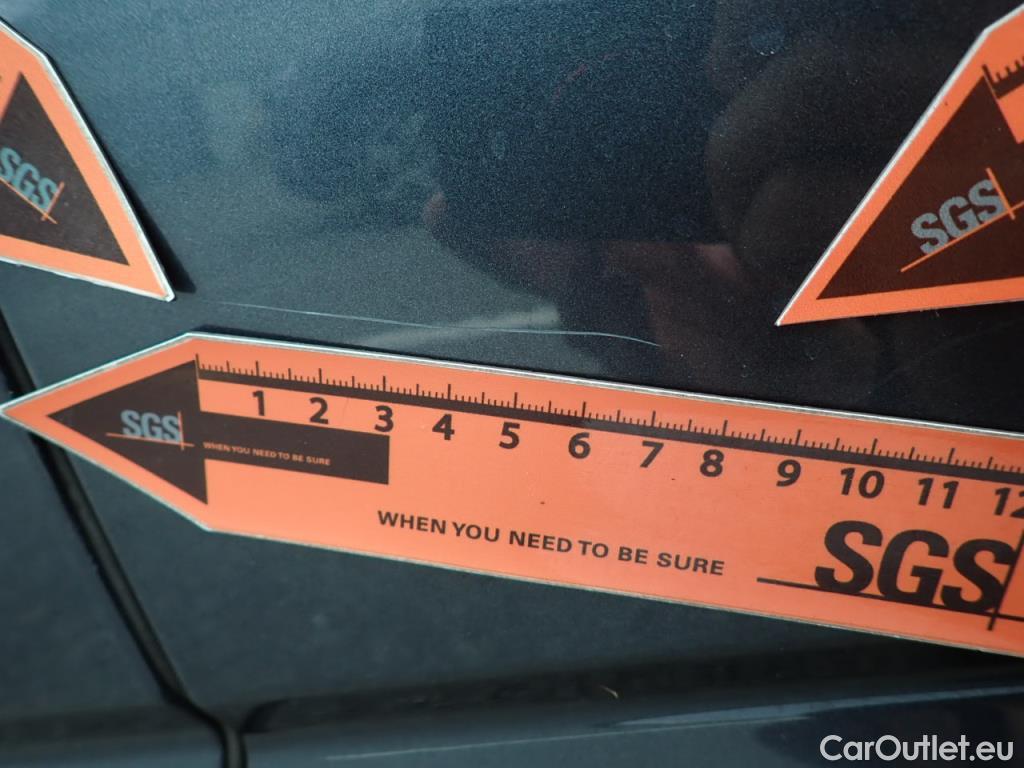 SGS
SGS
1 2 3 4 5 6 7 8 9 10 11 12
SGS
WHEN YOU NEED TO BE SURE
WHEN YOU NEED TO BE SURE
SGS
CarOutlet.eu